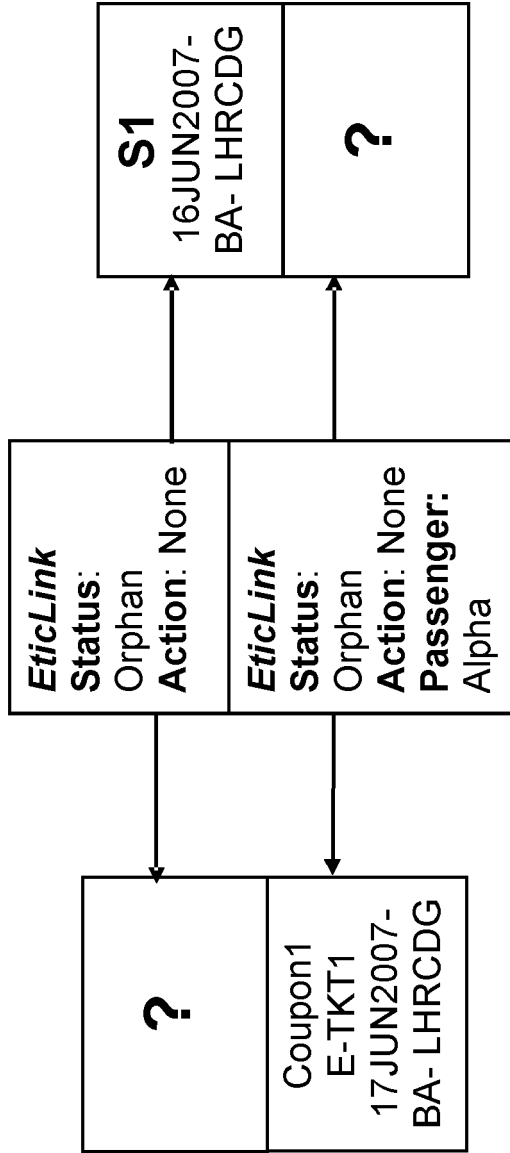 ?
Coupon1
E-TKT1
17JUN2007-
BA- LHRCDG
EticLink
Status:
Orphan
Action: None
EticLink
Status:
Orphan
Action: None
Passenger:
Alpha
S1
16JUN2007-
BA- LHRCDG
?